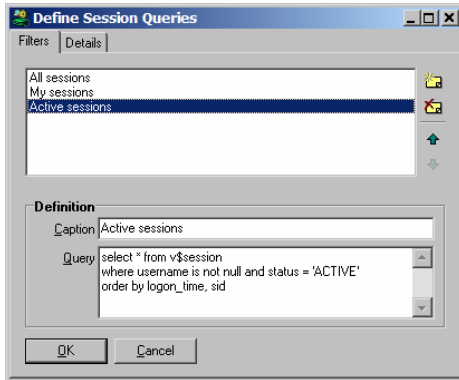 Define Session Queries
Filters
Details
All sessions
My sessions
Active sessions
Definition
Caption
Active sessions
Query
select * from v$session
where username is not null and status = 'ACTIVE'
order by logon_time, sid
OK
Cancel